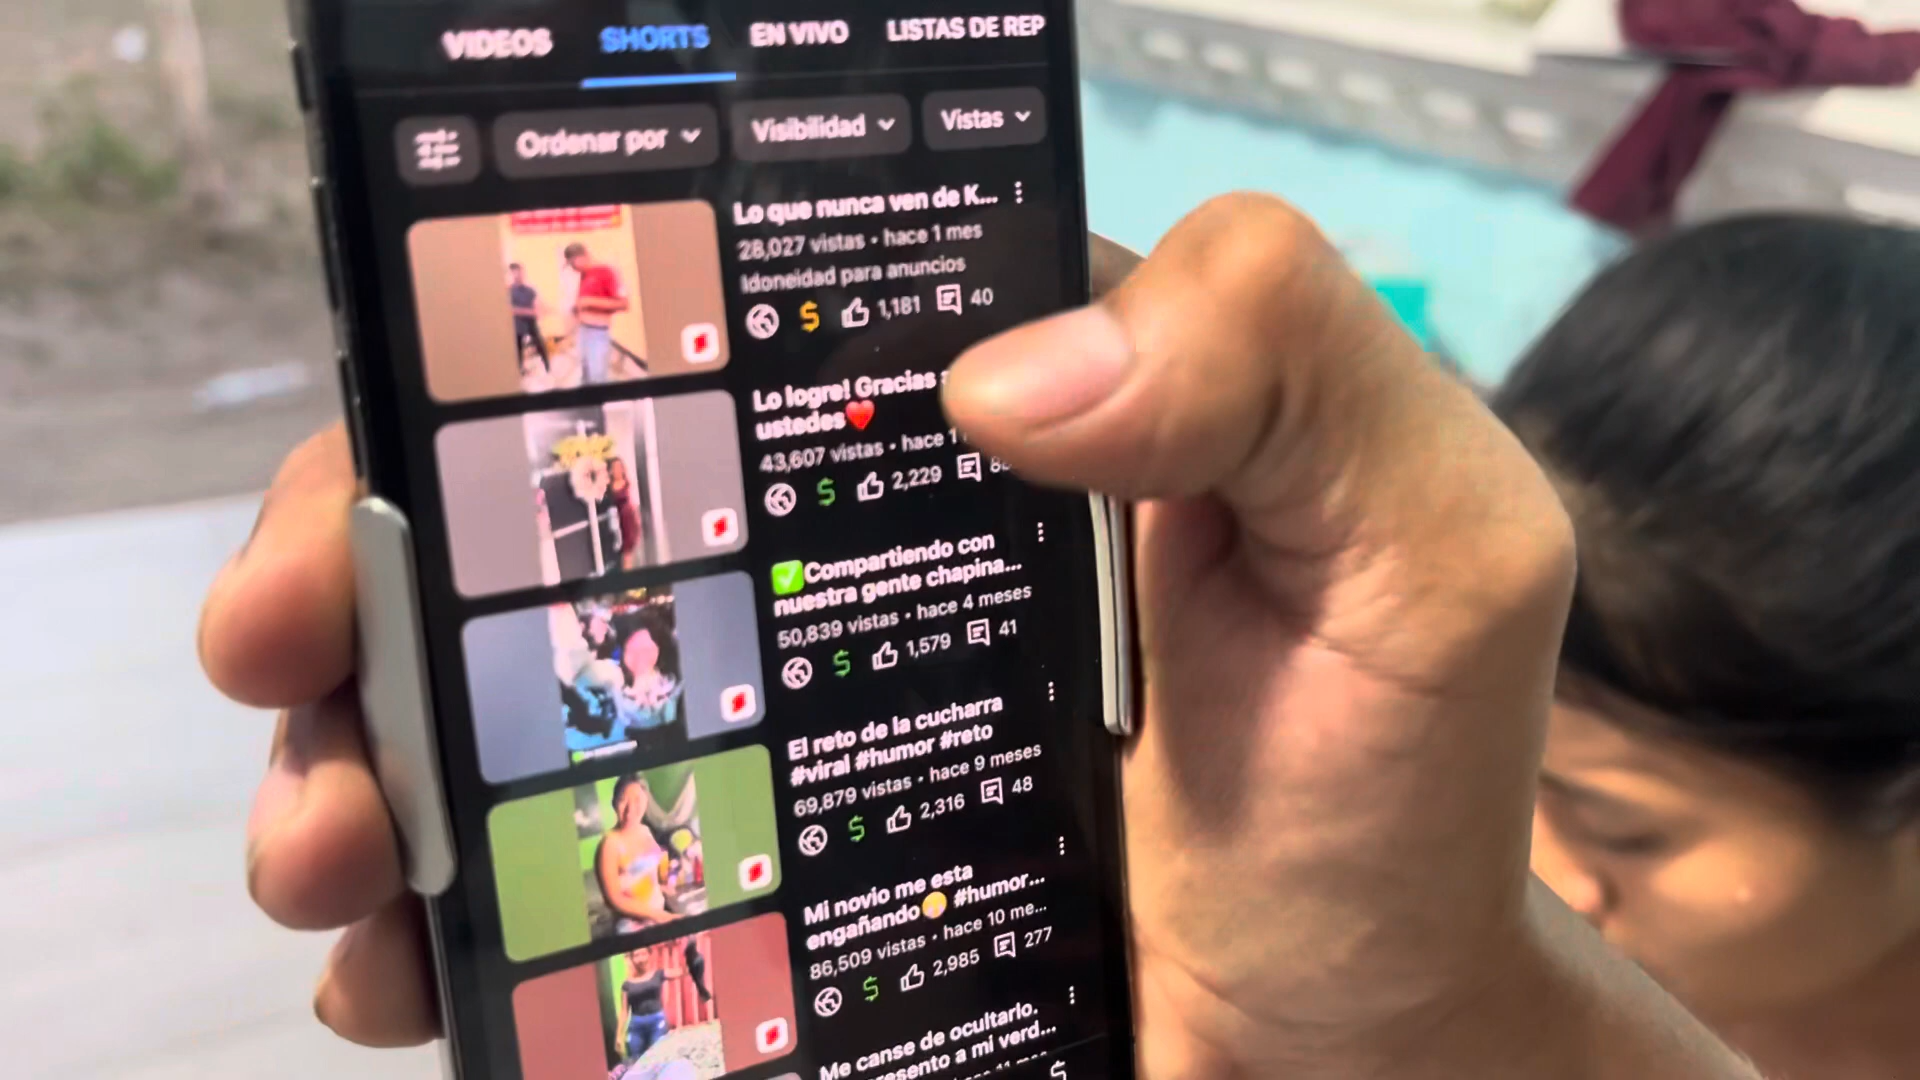 VIDEOS SHORTS EN VIVO LISTAS DE REP
Ordenar por Visibilidad Vistas
Lo que nunca ven de K...
28,027 vistas • hace 1 mes
Idoneidad para anuncios
$ 1,181 40
Lo logre! Gracias
ustedes❤️
43,607 vistas • hace 1
$ 2,229
✅Compartiendo con
nuestra gente chapina...
50,839 vistas • hace 4 meses
$ 1,579 41
El reto de la cucharra
#viral #humor #reto
69,879 vistas • hace 9 meses
$ 2,316 48
Mi novio me esta
engañando #humor...
86,509 vistas • hace 10 me...
$ 2,985 277
Me canse de ocultarlo.
presento a mi verd...
$